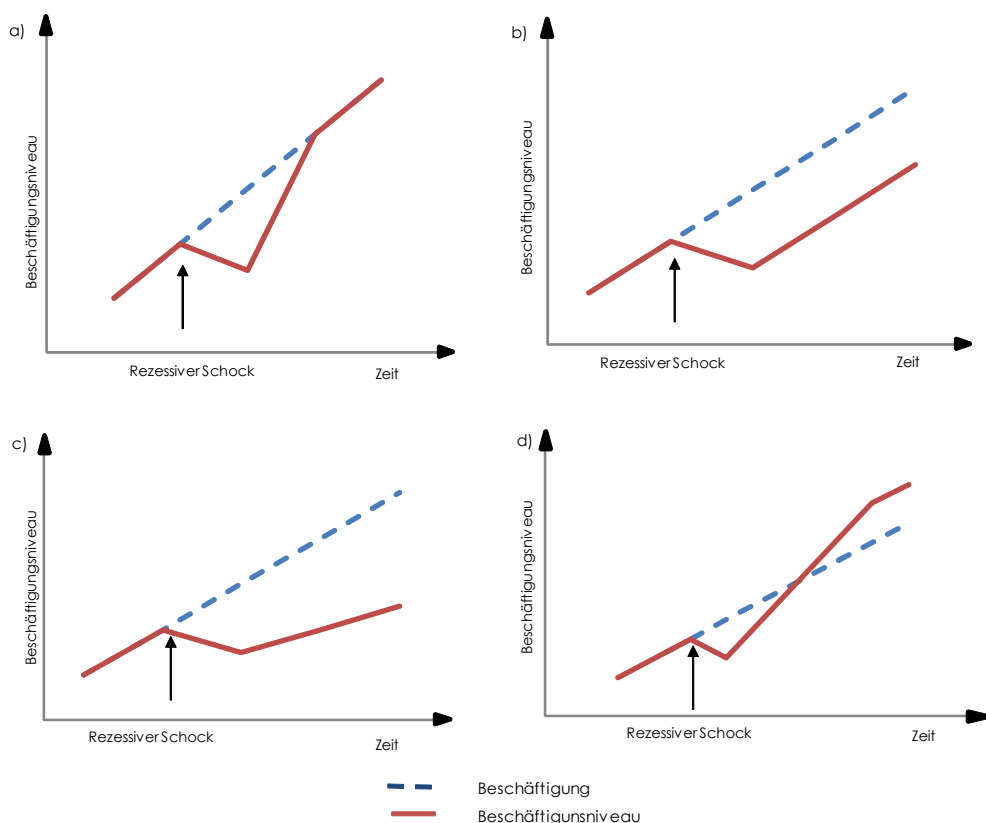 a)
Beschäftigungsniveau
Rezessiver Schock
Zeit
b)
Beschäftigungsniveau
Rezessiver Schock
Zeit
c)
Beschäftigungsniveau
Rezessiver Schock
Zeit
d)
Beschäftigungsniveau
Rezessiver Schock
Zeit
Beschäftigung
Beschäftigunsniveau